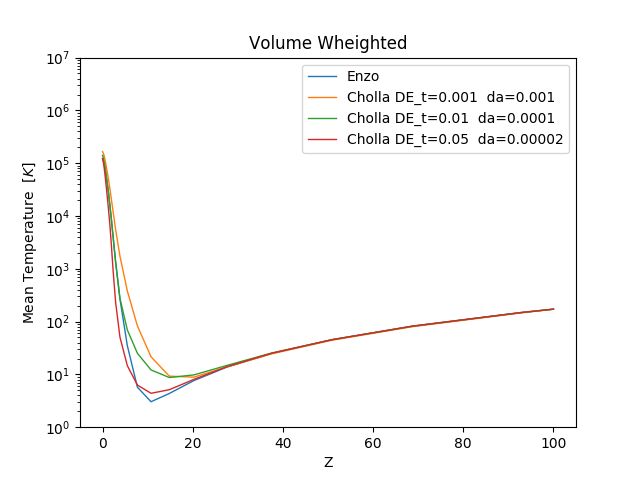 Volume Wheighted
Enzo
Cholla DE_t=0.001 da=0.001
Cholla DE_t=0.01 da=0.0001
Cholla DE_t=0.05 da=0.00002
Mean Temperature [K]
10^7
10^6
10^5
10^4
10^3
10^2
10^1
10^0
0 20 40 60 80 100
Z